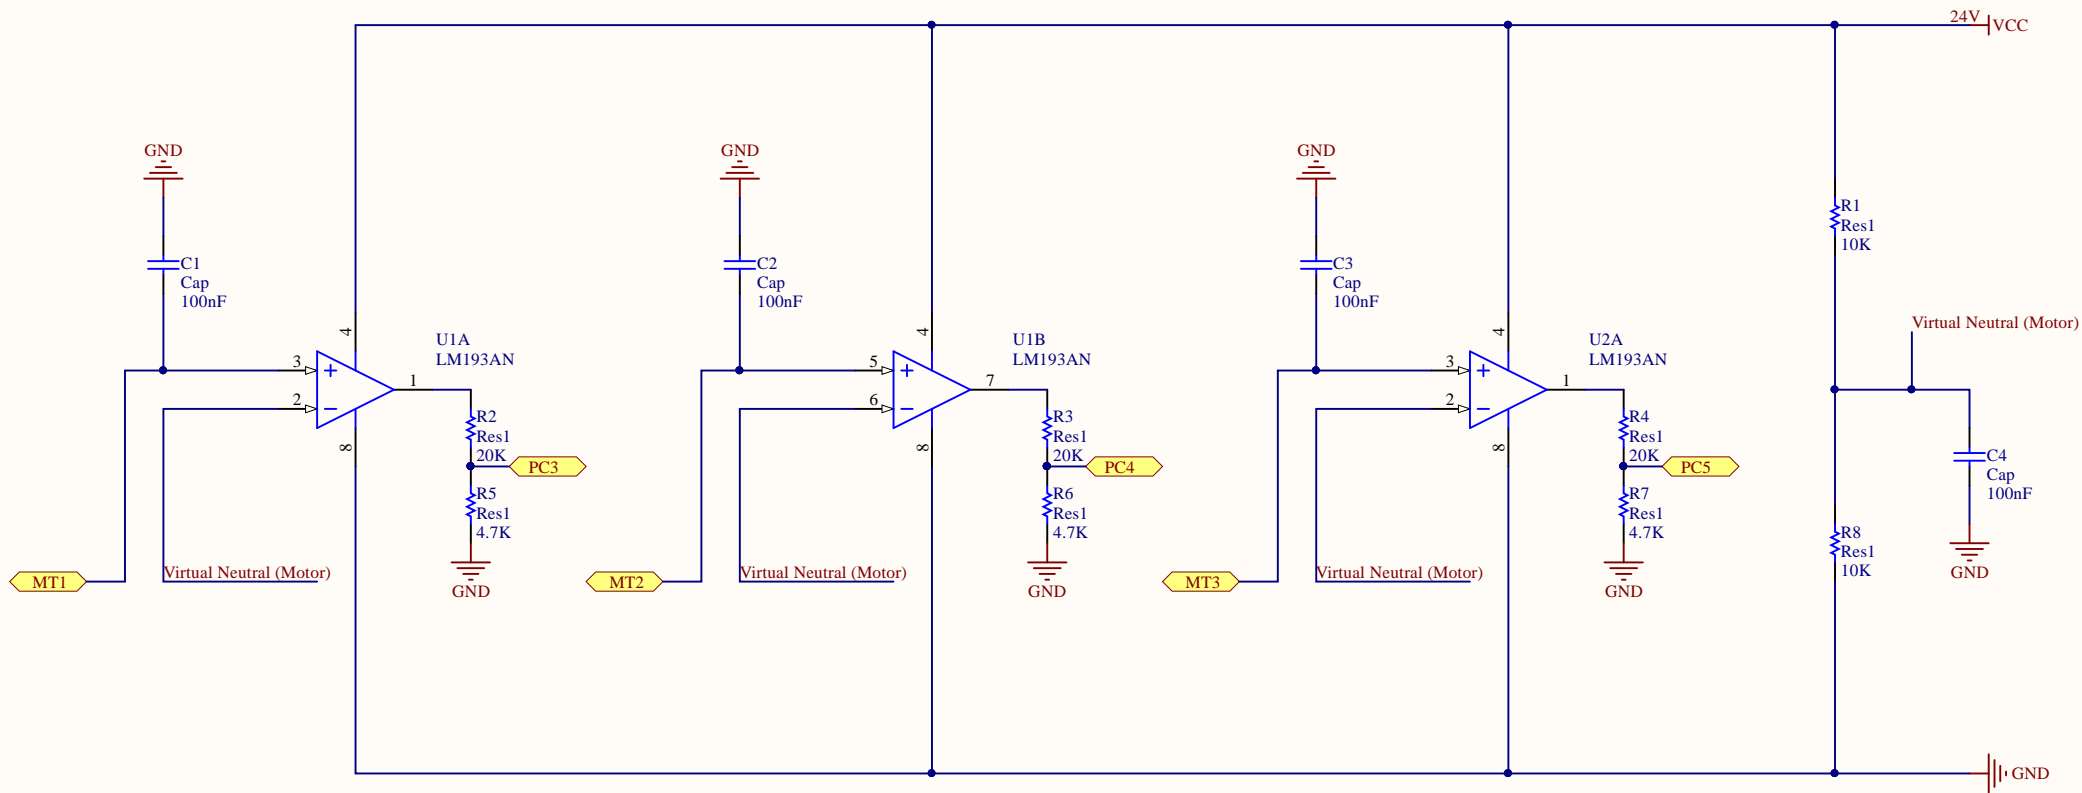 24V
VCC
GND
GND
GND
C1
Cap
100nF
C2
Cap
100nF
C3
Cap
100nF
R1
Res1
10K
4
4
4
U1A
LM193AN
U1B
LM193AN
U2A
LM193AN
Virtual Neutral (Motor)
3
2
1
8
5
6
7
8
3
2
1
8
R2
Res1
20K
R3
Res1
20K
R4
Res1
20K
PC3
PC4
PC5
C4
Cap
100nF
R5
Res1
4.7K
R6
Res1
4.7K
R7
Res1
4.7K
R8
Res1
10K
MT1
Virtual Neutral (Motor)
GND
MT2
Virtual Neutral (Motor)
GND
MT3
Virtual Neutral (Motor)
GND
GND
GND